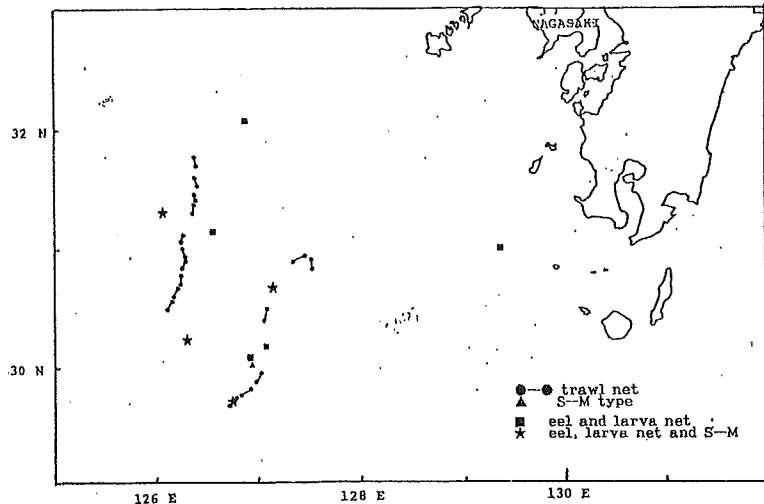 NAGASAKI
32 N
30 N
trawl net
S-M type
eel and larva net
eel, larva net and S-M
126 E
128 E
130 E